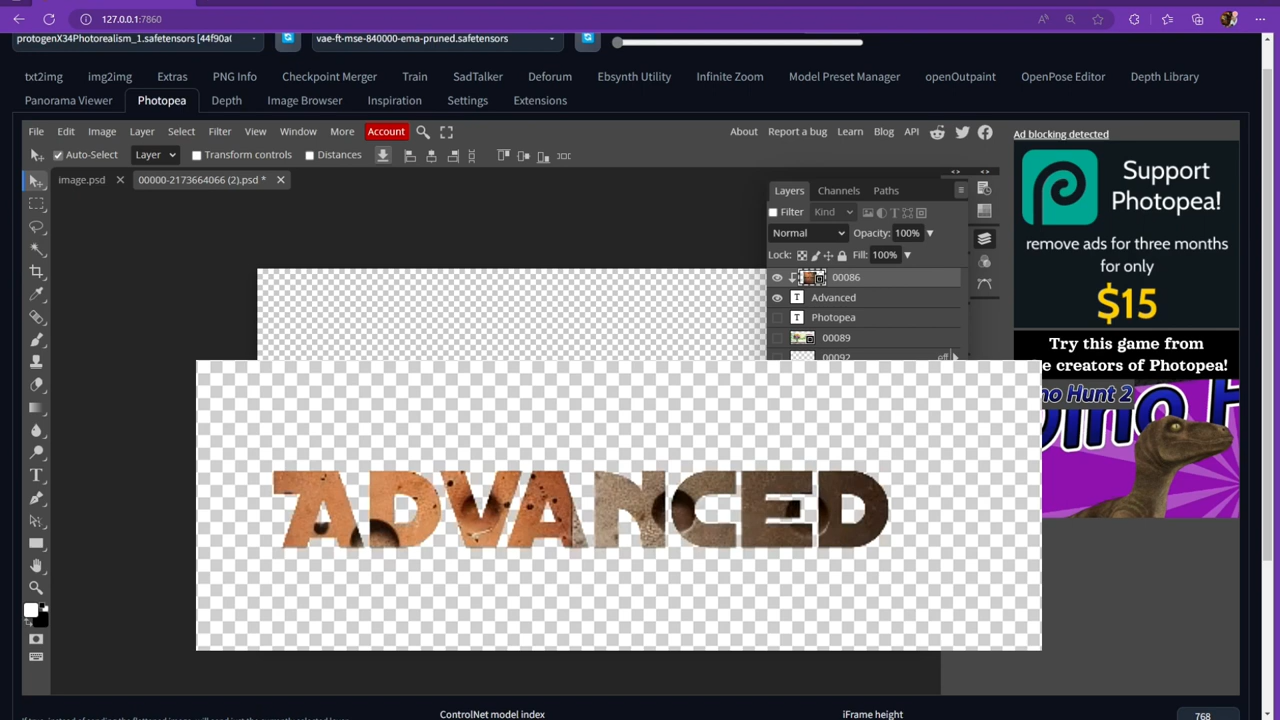 127.0.0.1:7860
protogenX34Photorealism_1.safetensors [44f90a0
vae-ft-mse-840000-ema-pruned.safetensors
txt2img img2img Extras PNG Info Checkpoint Merger Train SadTalker Deforum Ebsynth Utility Infinite Zoom Model Preset Manager openOutpaint OpenPose Editor Depth Library
Panorama Viewer Photopea Depth Image Browser Inspiration Settings Extensions
File Edit Image Layer Select Filter View Window More Account About Report a bug Learn Blog API
Ad blocking detected
Auto-Select Layer Transform controls Distances
image.psd 00000-2173664066 (2).psd *
Layers Channels Paths
Filter Kind
Normal Opacity: 100%
Lock: Fill: 100%
00086
T Advanced
T Photopea
00089
00092 eff
ADVANCED
Support
Photopea!
remove ads for three months
for only
$15
Try this game from
e creators of Photopea!
no Hunt 2
ControlNet model index
iFrame height
768